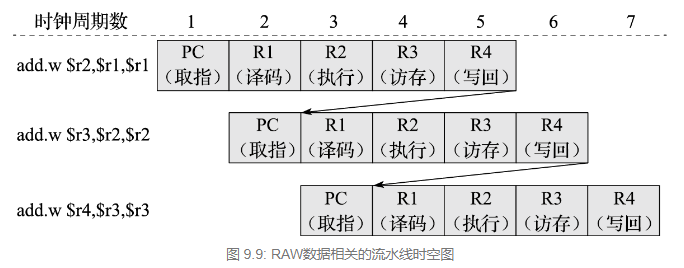 时钟周期数 1 2 3 4 5 6 7
add.w $r2,$r1,$r1 PC R1 R2 R3 R4
（取指） （译码） （执行） （访存） （写回）
add.w $r3,$r2,$r2 PC R1 R2 R3 R4
（取指） （译码） （执行） （访存） （写回）
add.w $r4,$r3,$r3 PC R1 R2 R3 R4
（取指） （译码） （执行） （访存） （写回）
图 9.9: RAW数据相关的流水线时空图